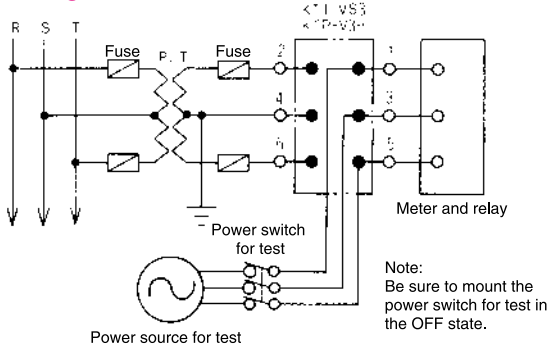 R S T
Fuse
P. T
Fuse
2
1
4
3
6
5
Meter and relay
Power switch
for test
Power source for test
Note:
Be sure to mount the
power switch for test in
the OFF state.